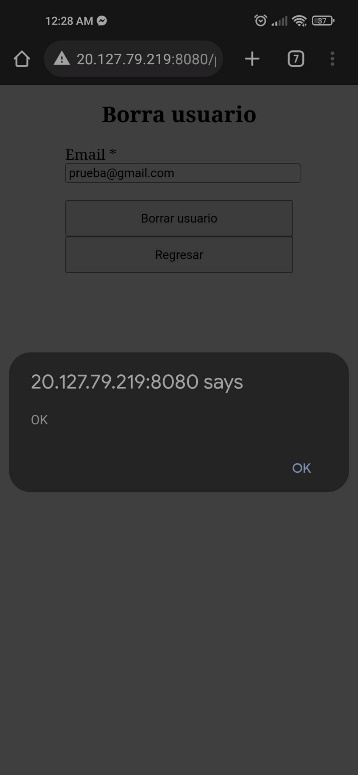 12:28 AM
37
20.127.79.219:8080/p
7
Borra usuario
Email *
prueba@gmail.com
Borrar usuario
Regresar
20.127.79.219:8080 says
OK
OK